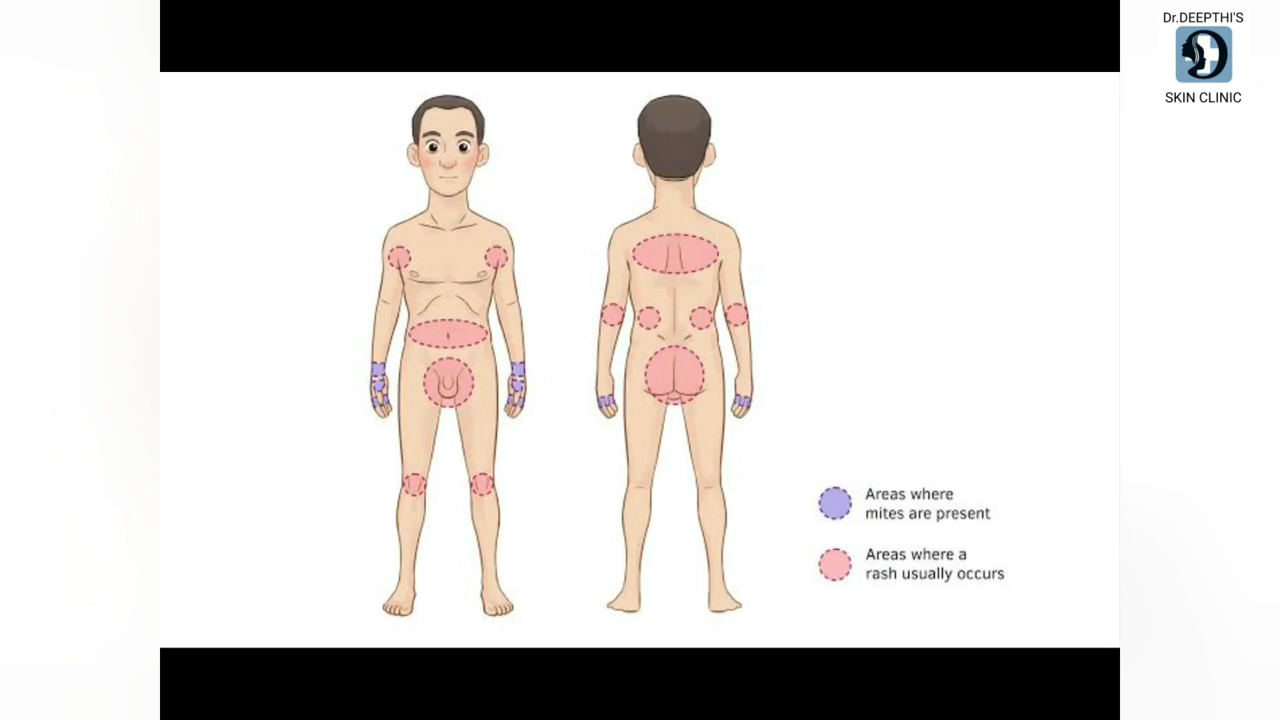 Dr.DEEPTHI'S
SKIN CLINIC
Areas where
mites are present
Areas where a
rash usually occurs